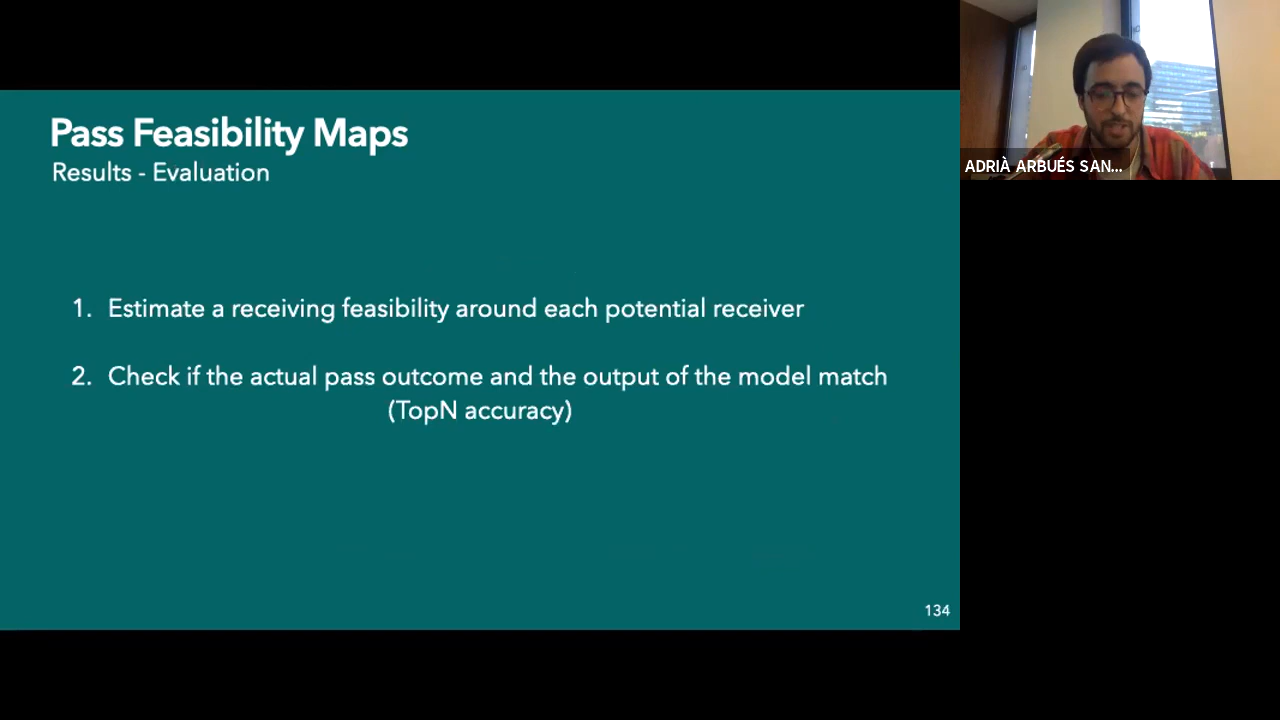 Pass Feasibility Maps
Results - Evaluation
1. Estimate a receiving feasibility around each potential receiver
2. Check if the actual pass outcome and the output of the model match
(TopN accuracy)
134
ADRIÀ ARBUÉS SAN...